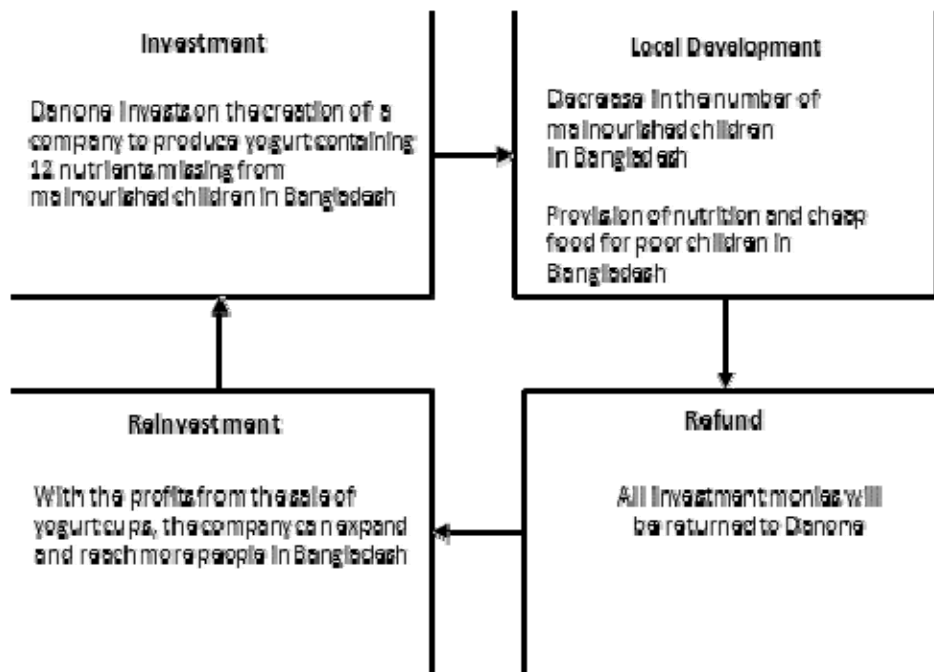 Investment
Danone invests on the creation of a
company to produce yogurt containing
12 nutrients missing from
malnourished children in Bangladesh
Local Development
Decrease in the number of
malnourished children
in Bangladesh
Provision of nutrition and cheap
food for poor children in
Bangladesh
Refund
All investment monies will
be returned to Danone
Reinvestment
With the profits from the sale of
yogurt cups, the company can expand
and reach more people in Bangladesh